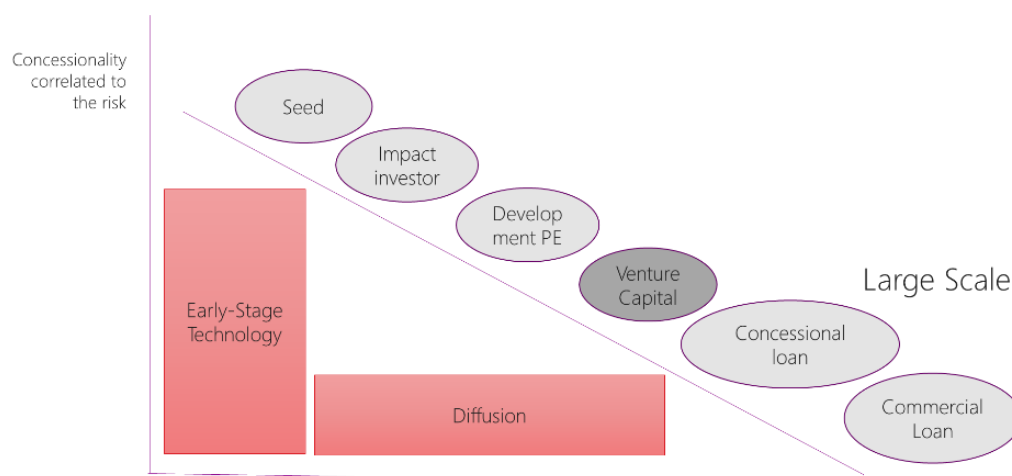 Concessionality
correlated to
the risk
Seed
Impact
investor
Develop
ment PE
Venture
Capital
Large Scale
Early-Stage
Technology
Concessional
loan
Diffusion
Commercial
Loan